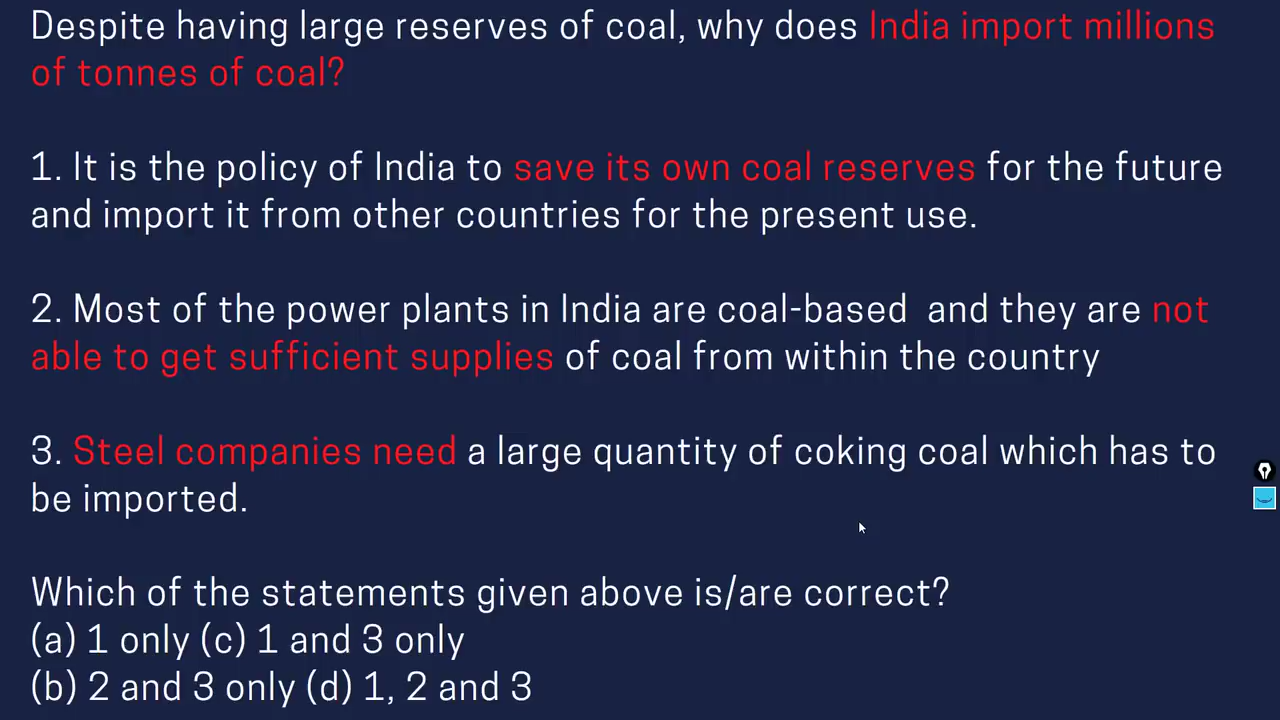 Despite having large reserves of coal, why does India import millions
of tonnes of coal?
1. It is the policy of India to save its own coal reserves for the future
and import it from other countries for the present use.
2. Most of the power plants in India are coal-based and they are not
able to get sufficient supplies of coal from within the country
3. Steel companies need a large quantity of coking coal which has to
be imported.
Which of the statements given above is/are correct?
(a) 1 only (c) 1 and 3 only
(b) 2 and 3 only (d) 1, 2 and 3